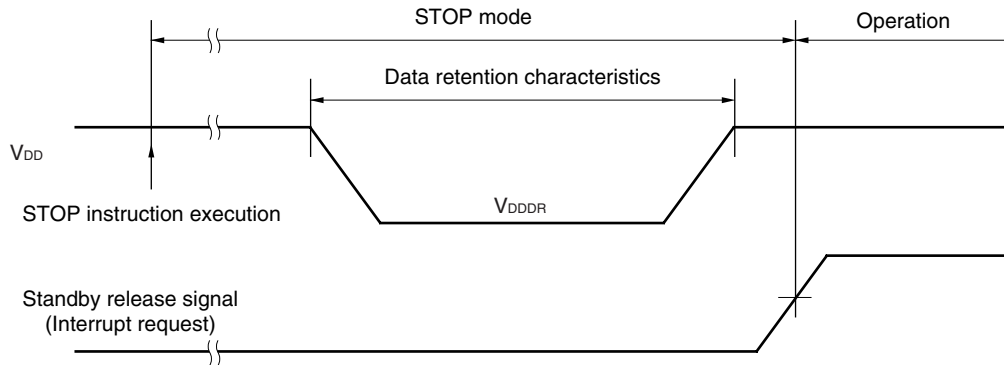 STOP mode
Operation
Data retention characteristics
VDD
STOP instruction execution
VDDDR
Standby release signal
(Interrupt request)